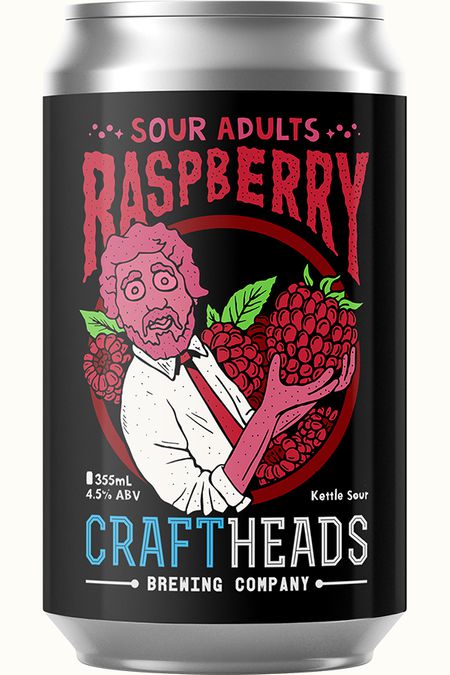 SOUR ADULTS
RASPBERRY
355mL
4.5% ABV
Kettle Sour
CRAFTHEADS
BREWING COMPANY